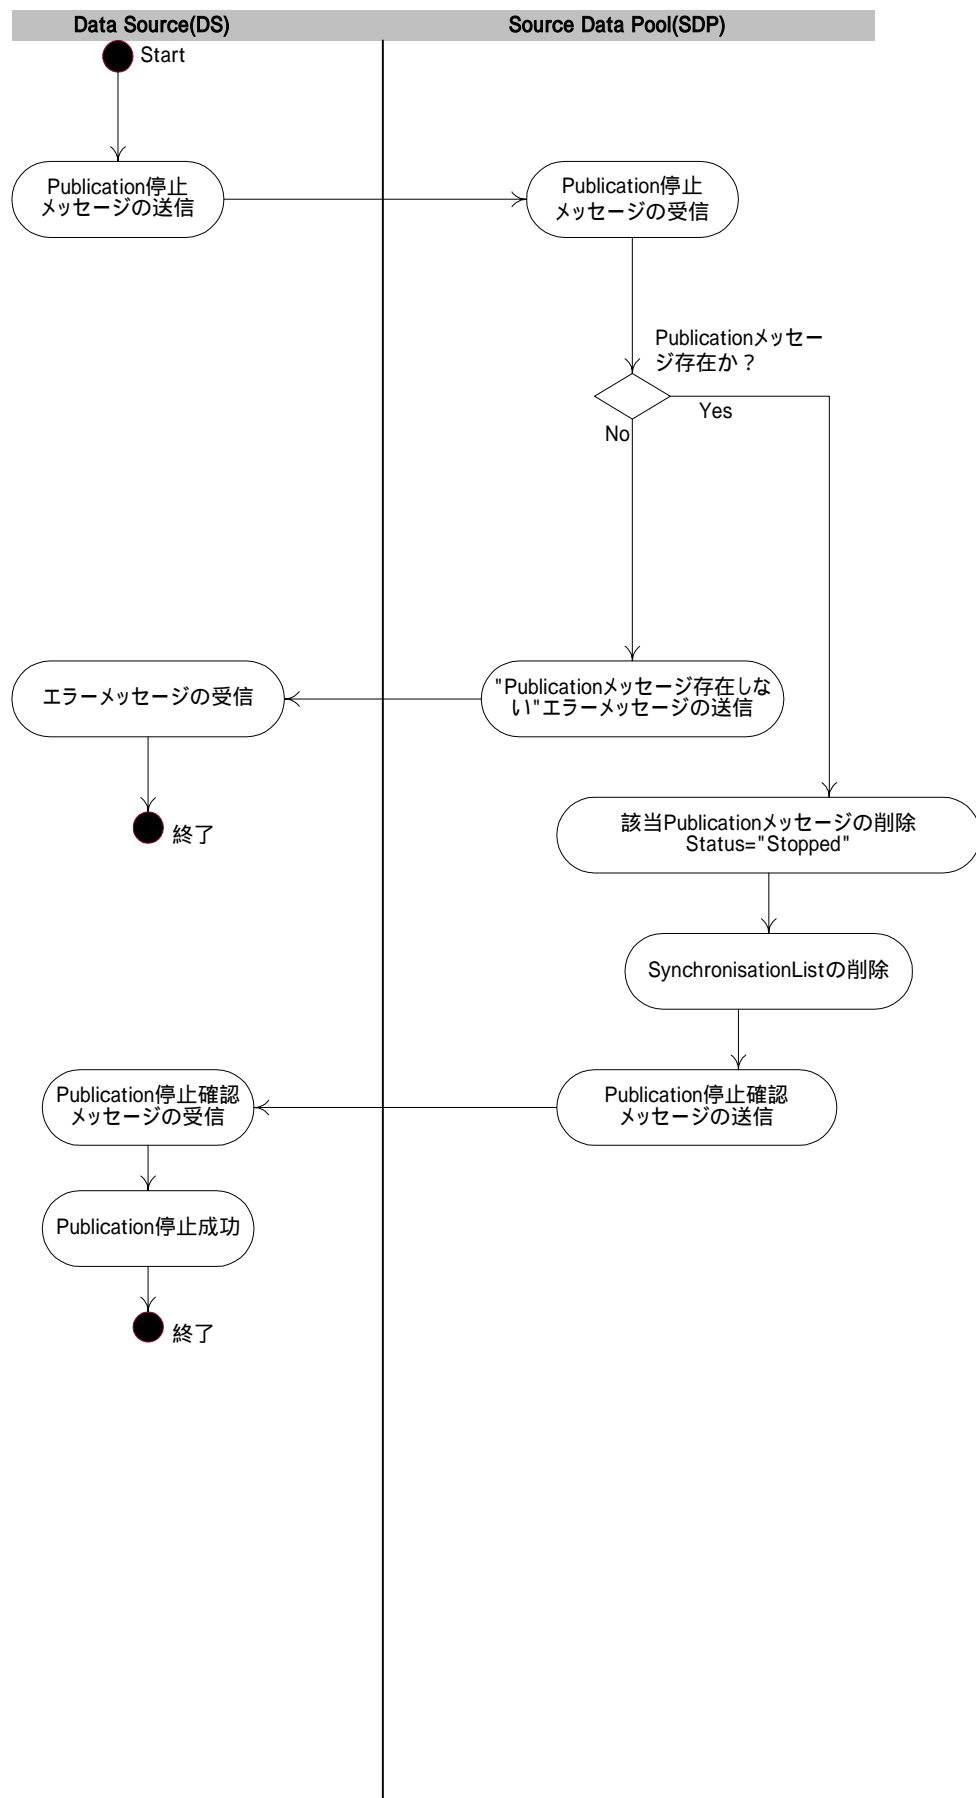 Data Source(DS)
Source Data Pool(SDP)
Start
Publication停止
メッセージの送信
Publication停止
メッセージの受信
Publicationメッセー
ジ存在か？
Yes
No
エラーメッセージの受信
"Publicationメッセージ存在しな
い"エラーメッセージの送信
終了
該当Publicationメッセージの削除
Status="Stopped"
SynchronisationListの削除
Publication停止確認
メッセージの受信
Publication停止確認
メッセージの送信
Publication停止成功
終了